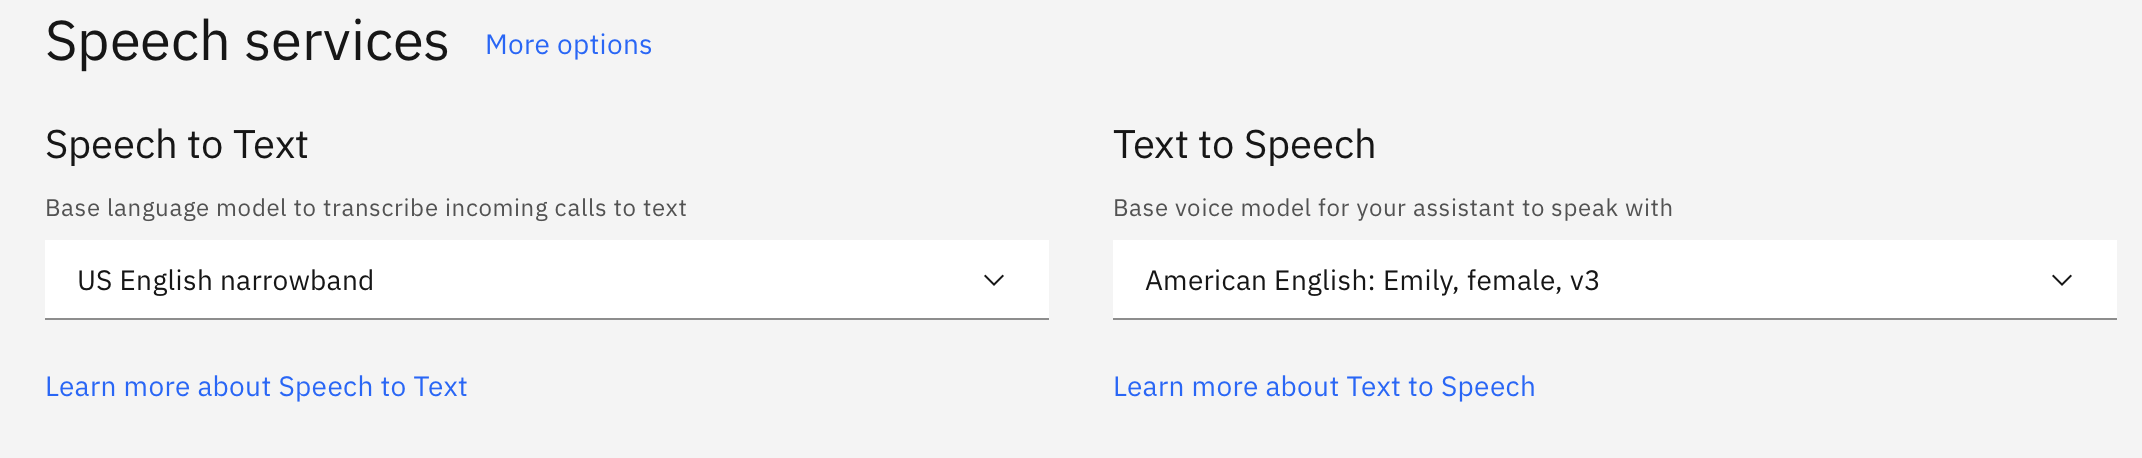 Speech services More options
Speech to Text
Base language model to transcribe incoming calls to text
US English narrowband
Learn more about Speech to Text
Text to Speech
Base voice model for your assistant to speak with
American English: Emily, female, v3
Learn more about Text to Speech